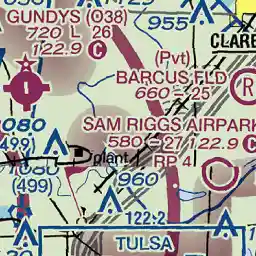 GUNDYS (O38)
720 L 26
122.9 C
955
CLARE
(Pvt)
BARCUS FLD
660 - 25
R
SAM RIGGS AIRPARK
580 - 27 122.9 C
RP 4
080
(499)
plant
1080
(499)
960
122.2
TULSA